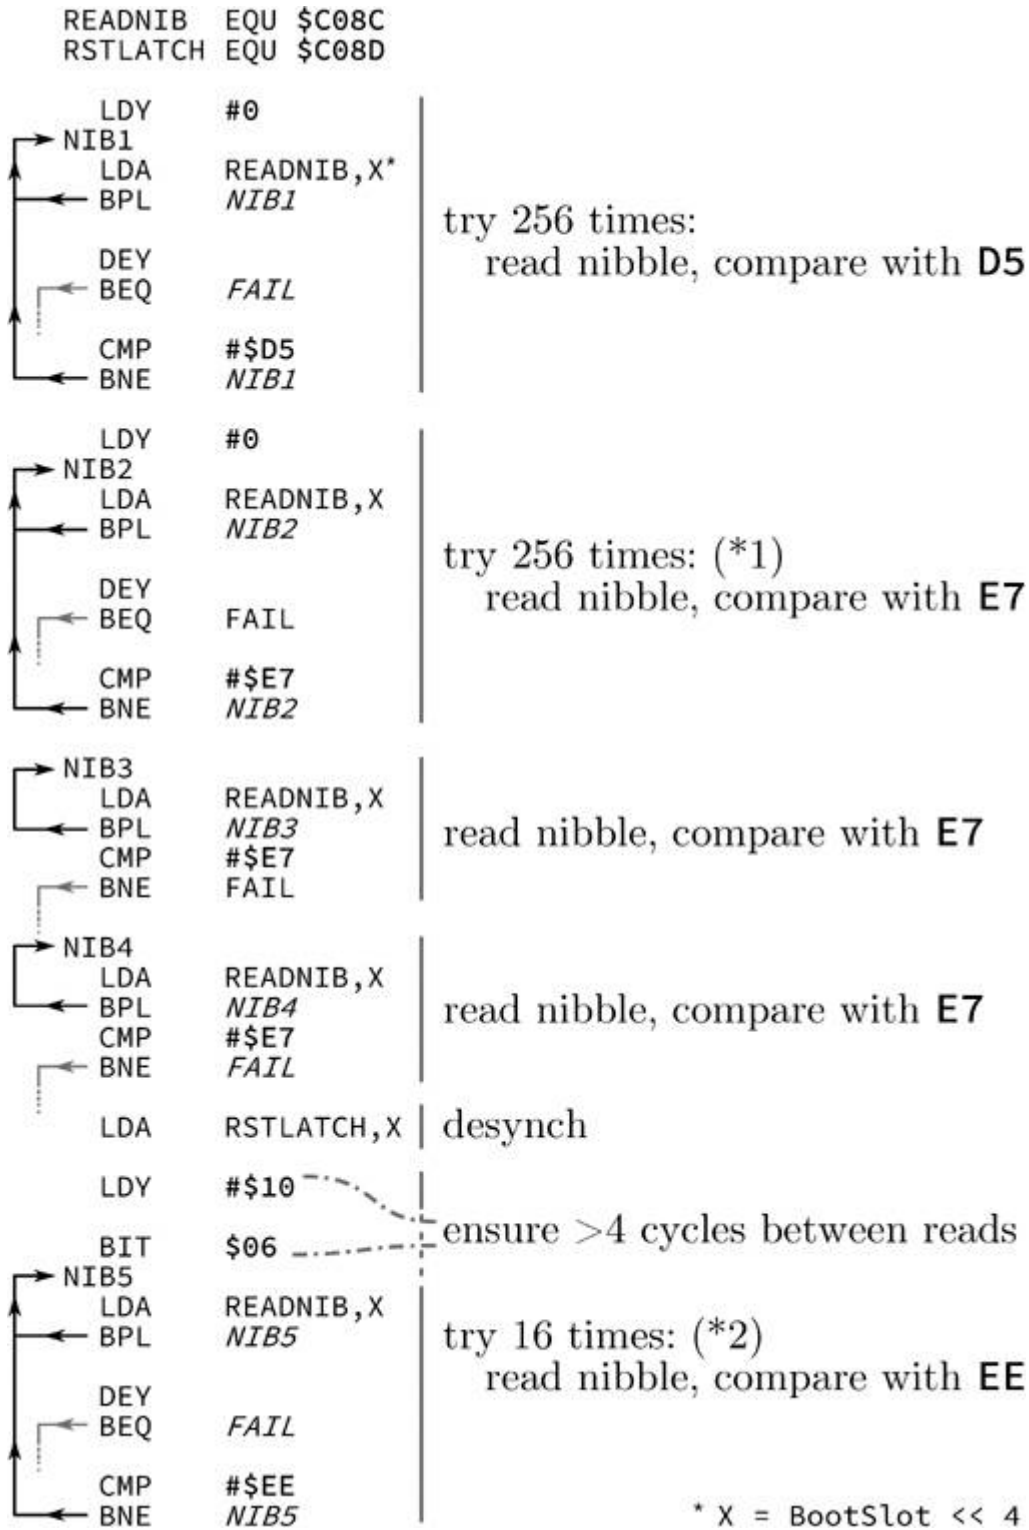 READNIB EQU $C08C
RSTLATCH EQU $C08D
LDY #0
NIB1
LDA READNIB,X*
BPL NIB1
DEY
BEQ FAIL
CMP #$D5
BNE NIB1
try 256 times:
read nibble, compare with D5
LDY #0
NIB2
LDA READNIB,X
BPL NIB2
DEY
BEQ FAIL
CMP #$E7
BNE NIB2
try 256 times: (*1)
read nibble, compare with E7
NIB3
LDA READNIB,X
BPL NIB3
CMP #$E7
BNE FAIL
read nibble, compare with E7
NIB4
LDA READNIB,X
BPL NIB4
CMP #$E7
BNE FAIL
read nibble, compare with E7
LDA RSTLATCH,X
desynch
LDY #$10
BIT $06
ensure >4 cycles between reads
NIB5
LDA READNIB,X
BPL NIB5
DEY
BEQ FAIL
CMP #$EE
BNE NIB5
try 16 times: (*2)
read nibble, compare with EE
* X = BootSlot << 4